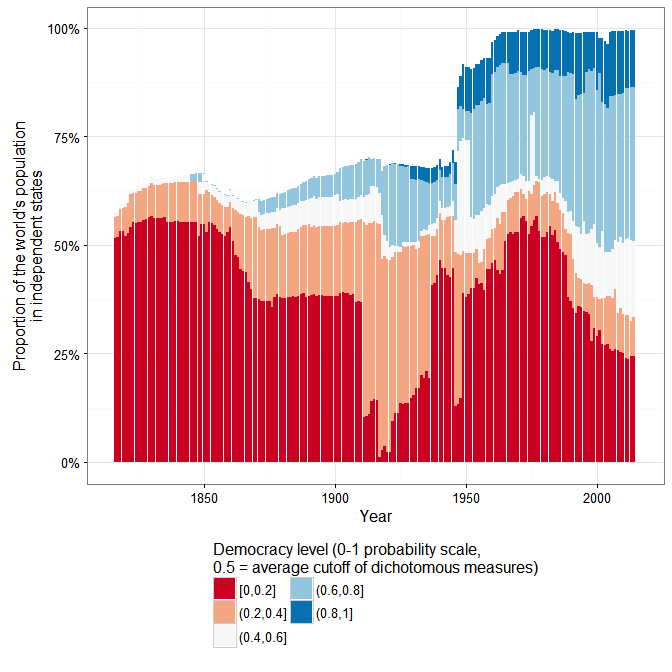 100%
75%
50%
25%
0%
Proportion of the world's population
in independent states
1850
1900
1950
2000
Year
Democracy level (0-1 probability scale,
0.5 = average cutoff of dichotomous measures)
[0,0.2]
(0.6,0.8]
(0.2,0.4]
(0.8,1]
(0.4,0.6]